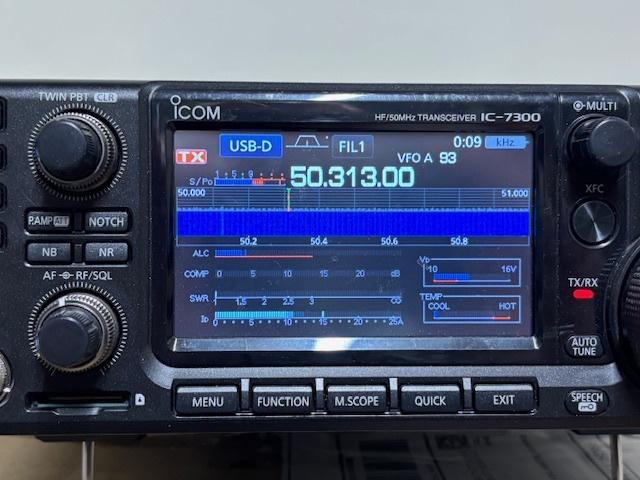 TWIN PBT CLR
ICOM
HF/50MHz TRANSCEIVER IC-7300
MULTI
USB-D FIL1 0:09 kHz
TX VFO A 93
S/Po 1 5 9 50.313.00
50.000 51.000
XFC
P.AMP ATT NOTCH
50.2 50.4 50.6 50.8
NB NR
ALC
COMP 0 5 10 15 20 dB
VD 10 16V
AF RF/SQL
SWR 1 1.5 2 2.5 3 ∞
TEMP
COOL HOT
ID 0 5 10 15 20 25A
TX/RX
AUTO TUNE
MENU FUNCTION M.SCOPE QUICK EXIT
SPEECH